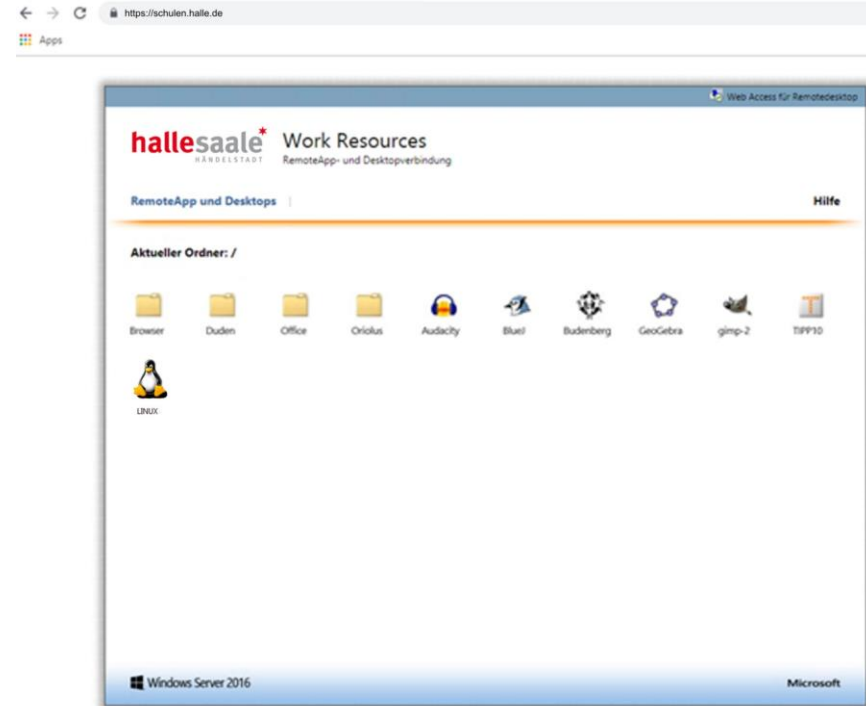 https://schulen.halle.de
Apps
Web Access für Remotedesktop
hallesaale*
HÄNDELSTADT
Work Resources
RemoteApp- und Desktopverbindung
RemoteApp und Desktops
Hilfe
Aktueller Ordner: /
Browser Duden Office Oriolus Audacity BlueJ Budenberg GeoGebra gimp-2 TIPP10
LINUX
Windows Server 2016
Microsoft